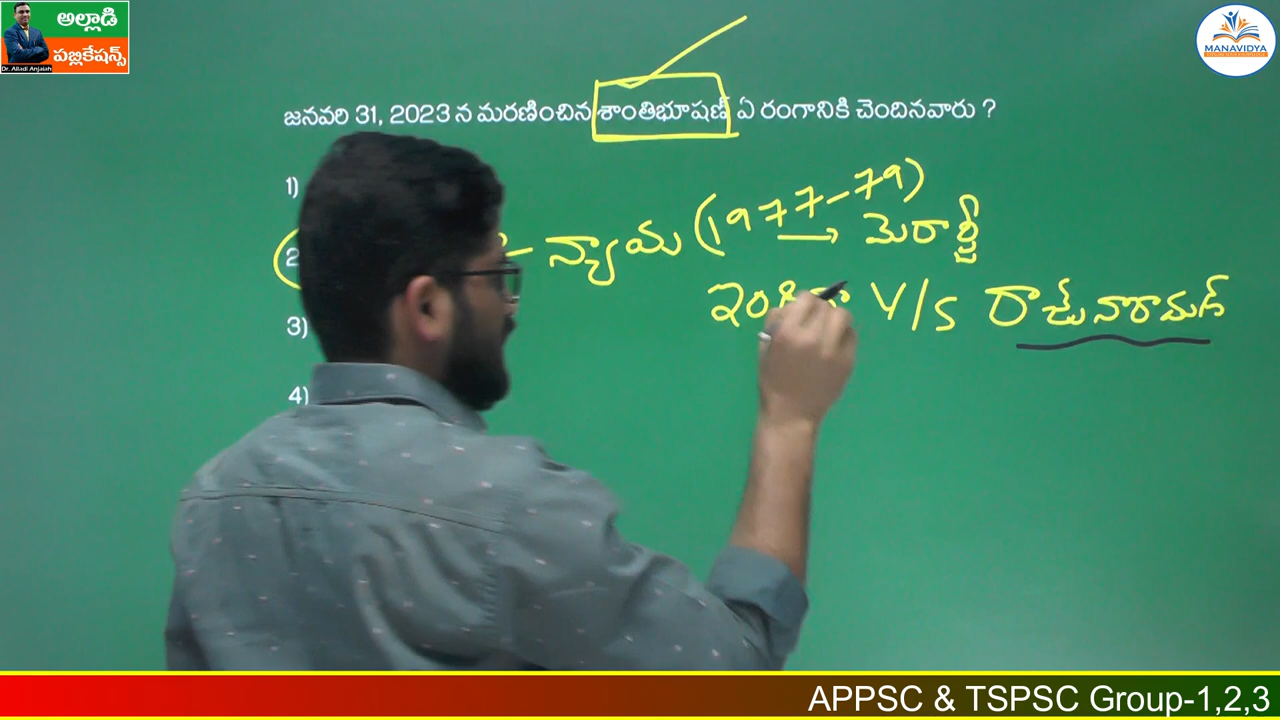 అల్లాడి
పబ్లికేషన్స్
Dr. Alladi Anjaiah
MANAVIDYA
జనవరి 31, 2023 న మరణించిన శాంతిభూషణ్ ఏ రంగానికి చెందినవారు ?
1)
2
- న్యాయ (1977-79) → మొరార్జీ
3)
ఇందిరా V/S రాజ్ నారాయణ్
4)
APPSC & TSPSC Group-1,2,3